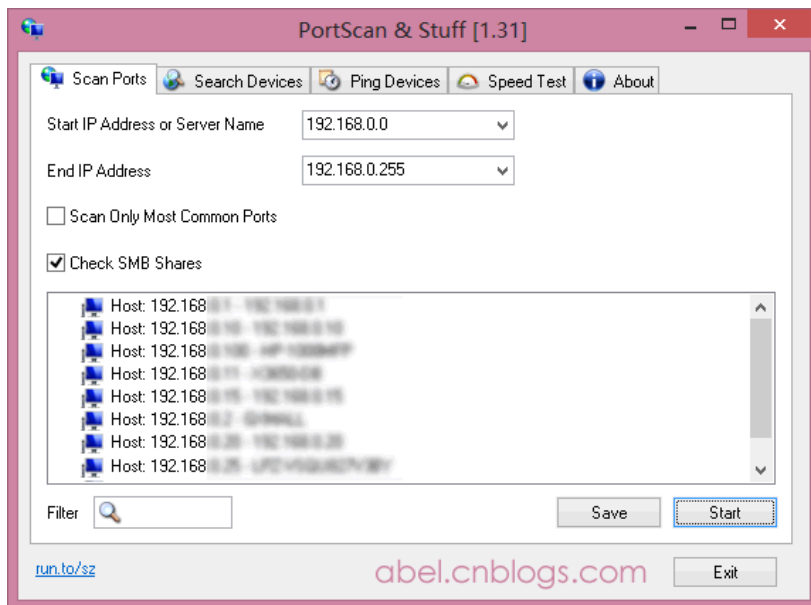 PortScan & Stuff [1.31]
Scan Ports Search Devices Ping Devices Speed Test About
Start IP Address or Server Name 192.168.0.0
End IP Address 192.168.0.255
Scan Only Most Common Ports
Check SMB Shares
Host: 192.168
Host: 192.168
Host: 192.168
Host: 192.168
Host: 192.168
Host: 192.168
Host: 192.168
Host: 192.168
Filter Save Start
run.to/sz abel.cnblogs.com Exit